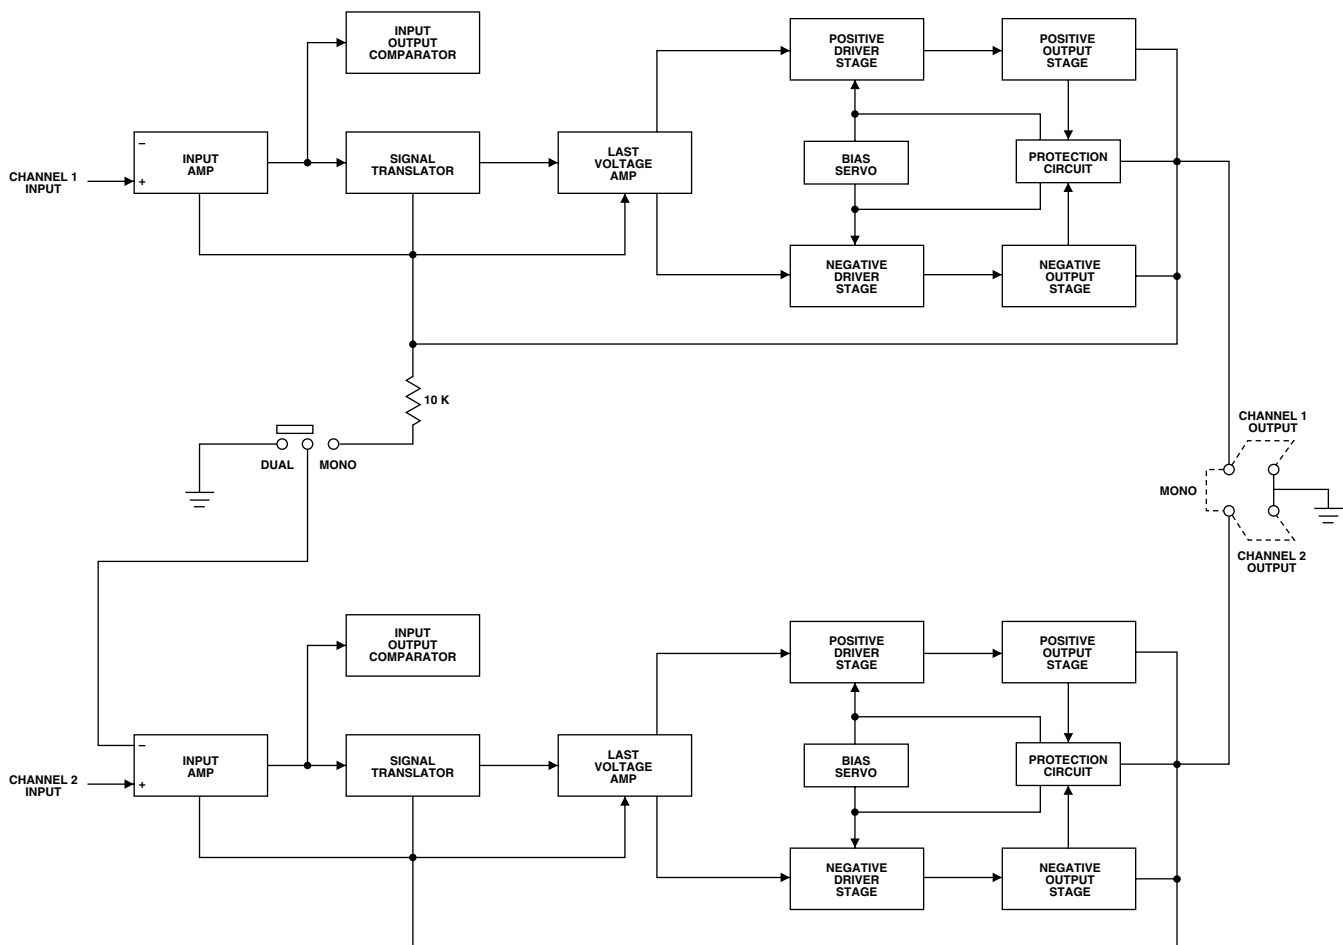 INPUT
OUTPUT
COMPARATOR
POSITIVE
DRIVER
STAGE
POSITIVE
OUTPUT
STAGE
–
+
INPUT
AMP
SIGNAL
TRANSLATOR
LAST
VOLTAGE
AMP
BIAS
SERVO
PROTECTION
CIRCUIT
CHANNEL 1
INPUT
NEGATIVE
DRIVER
STAGE
NEGATIVE
OUTPUT
STAGE
10 K
DUAL
MONO
CHANNEL 1
OUTPUT
MONO
CHANNEL 2
OUTPUT
INPUT
OUTPUT
COMPARATOR
POSITIVE
DRIVER
STAGE
POSITIVE
OUTPUT
STAGE
–
+
INPUT
AMP
SIGNAL
TRANSLATOR
LAST
VOLTAGE
AMP
BIAS
SERVO
PROTECTION
CIRCUIT
CHANNEL 2
INPUT
NEGATIVE
DRIVER
STAGE
NEGATIVE
OUTPUT
STAGE